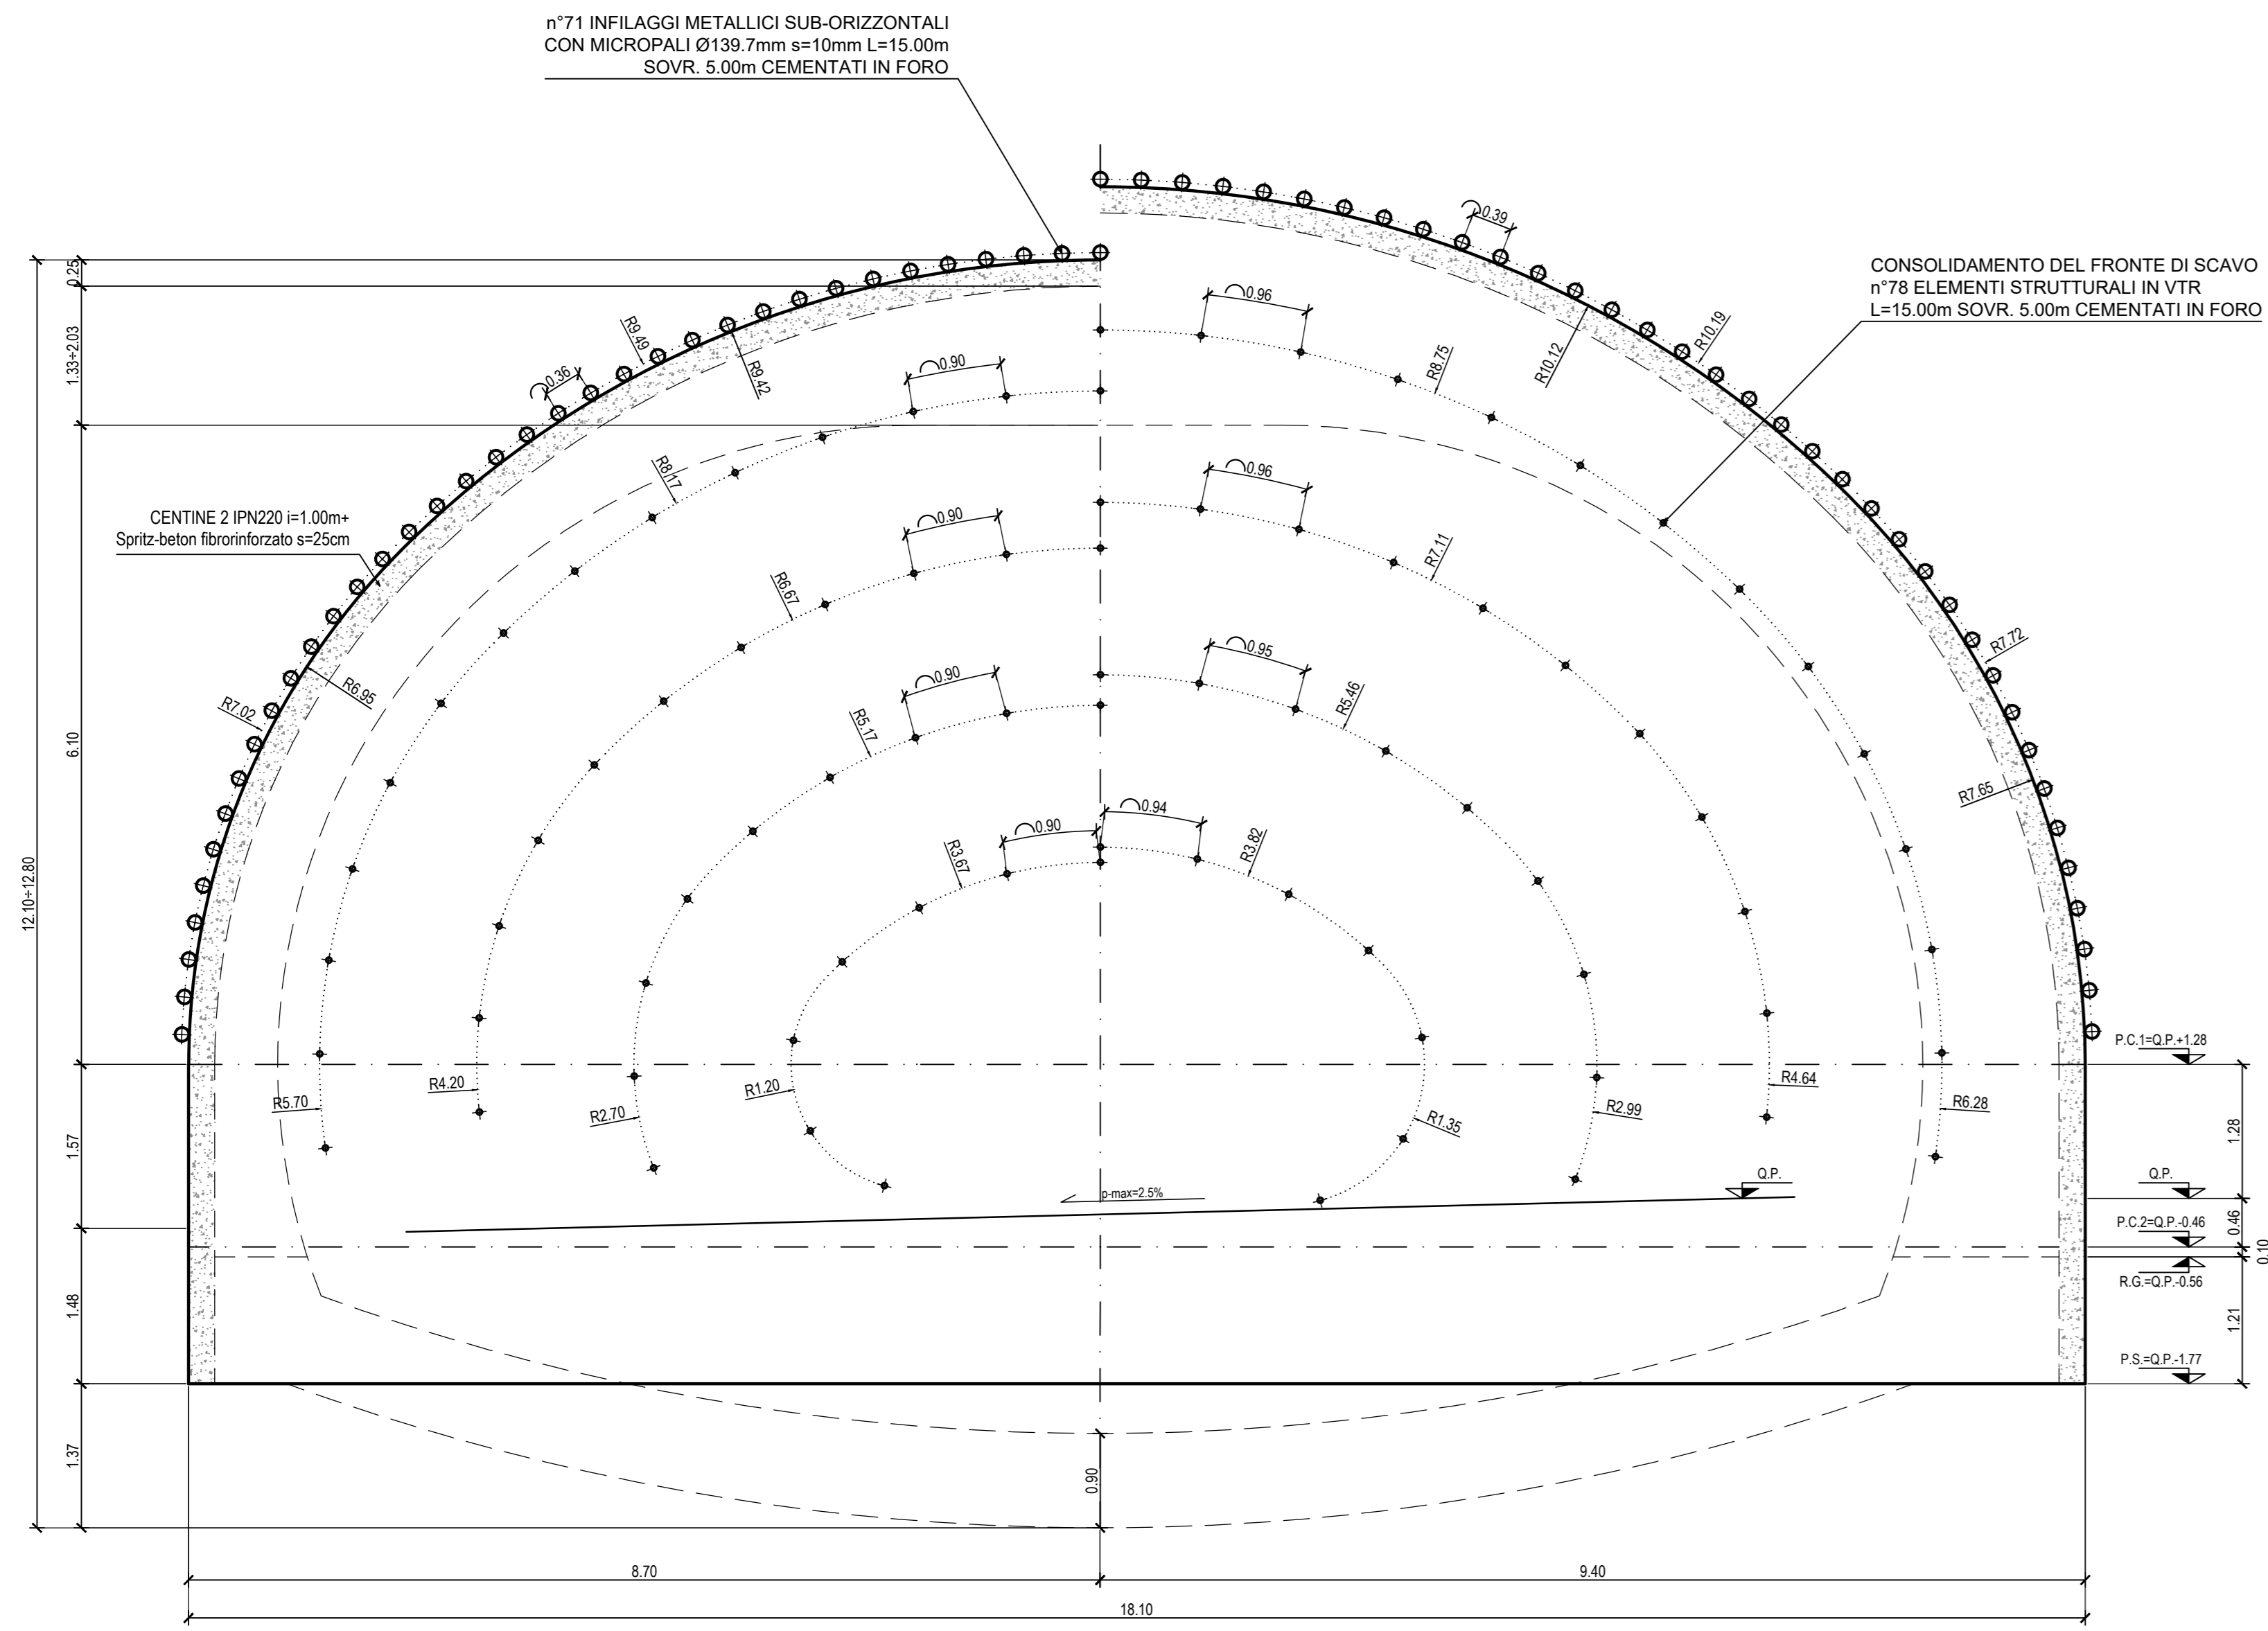 n°71 INFILAGGI METALLICI SUB-ORIZZONTALI
CON MICROPALI Ø139.7mm s=10mm L=15.00m
SOVR. 5.00m CEMENTATI IN FORO
CONSOLIDAMENTO DEL FRONTE DI SCAVO
n°78 ELEMENTI STRUTTURALI IN VTR
L=15.00m SOVR. 5.00m CEMENTATI IN FORO
CENTINE 2 IPN220 i=1.00m+
Spritz-beton fibrorinforzato s=25cm
0.39
0.96
0.90
0.36
R9.49
R9.42
R8.75
R10.12
R10.19
0.25
1.33÷2.03
R8.17
0.90
0.96
R6.67
R7.11
R6.95
R7.02
R7.72
R7.65
0.90
0.95
R5.17
R5.46
6.10
0.90
0.94
R3.67
R3.82
12.10÷12.80
P.C.1=Q.P.+1.28
R5.70
R4.20
R2.70
R1.20
R1.35
R2.99
R4.64
R6.28
1.57
1.28
p-max=2.5%
Q.P.
Q.P.
P.C.2=Q.P.-0.46
0.46
0.10
R.G.=Q.P.-0.56
1.48
1.21
P.S.=Q.P.-1.77
1.37
0.90
8.70
9.40
18.10